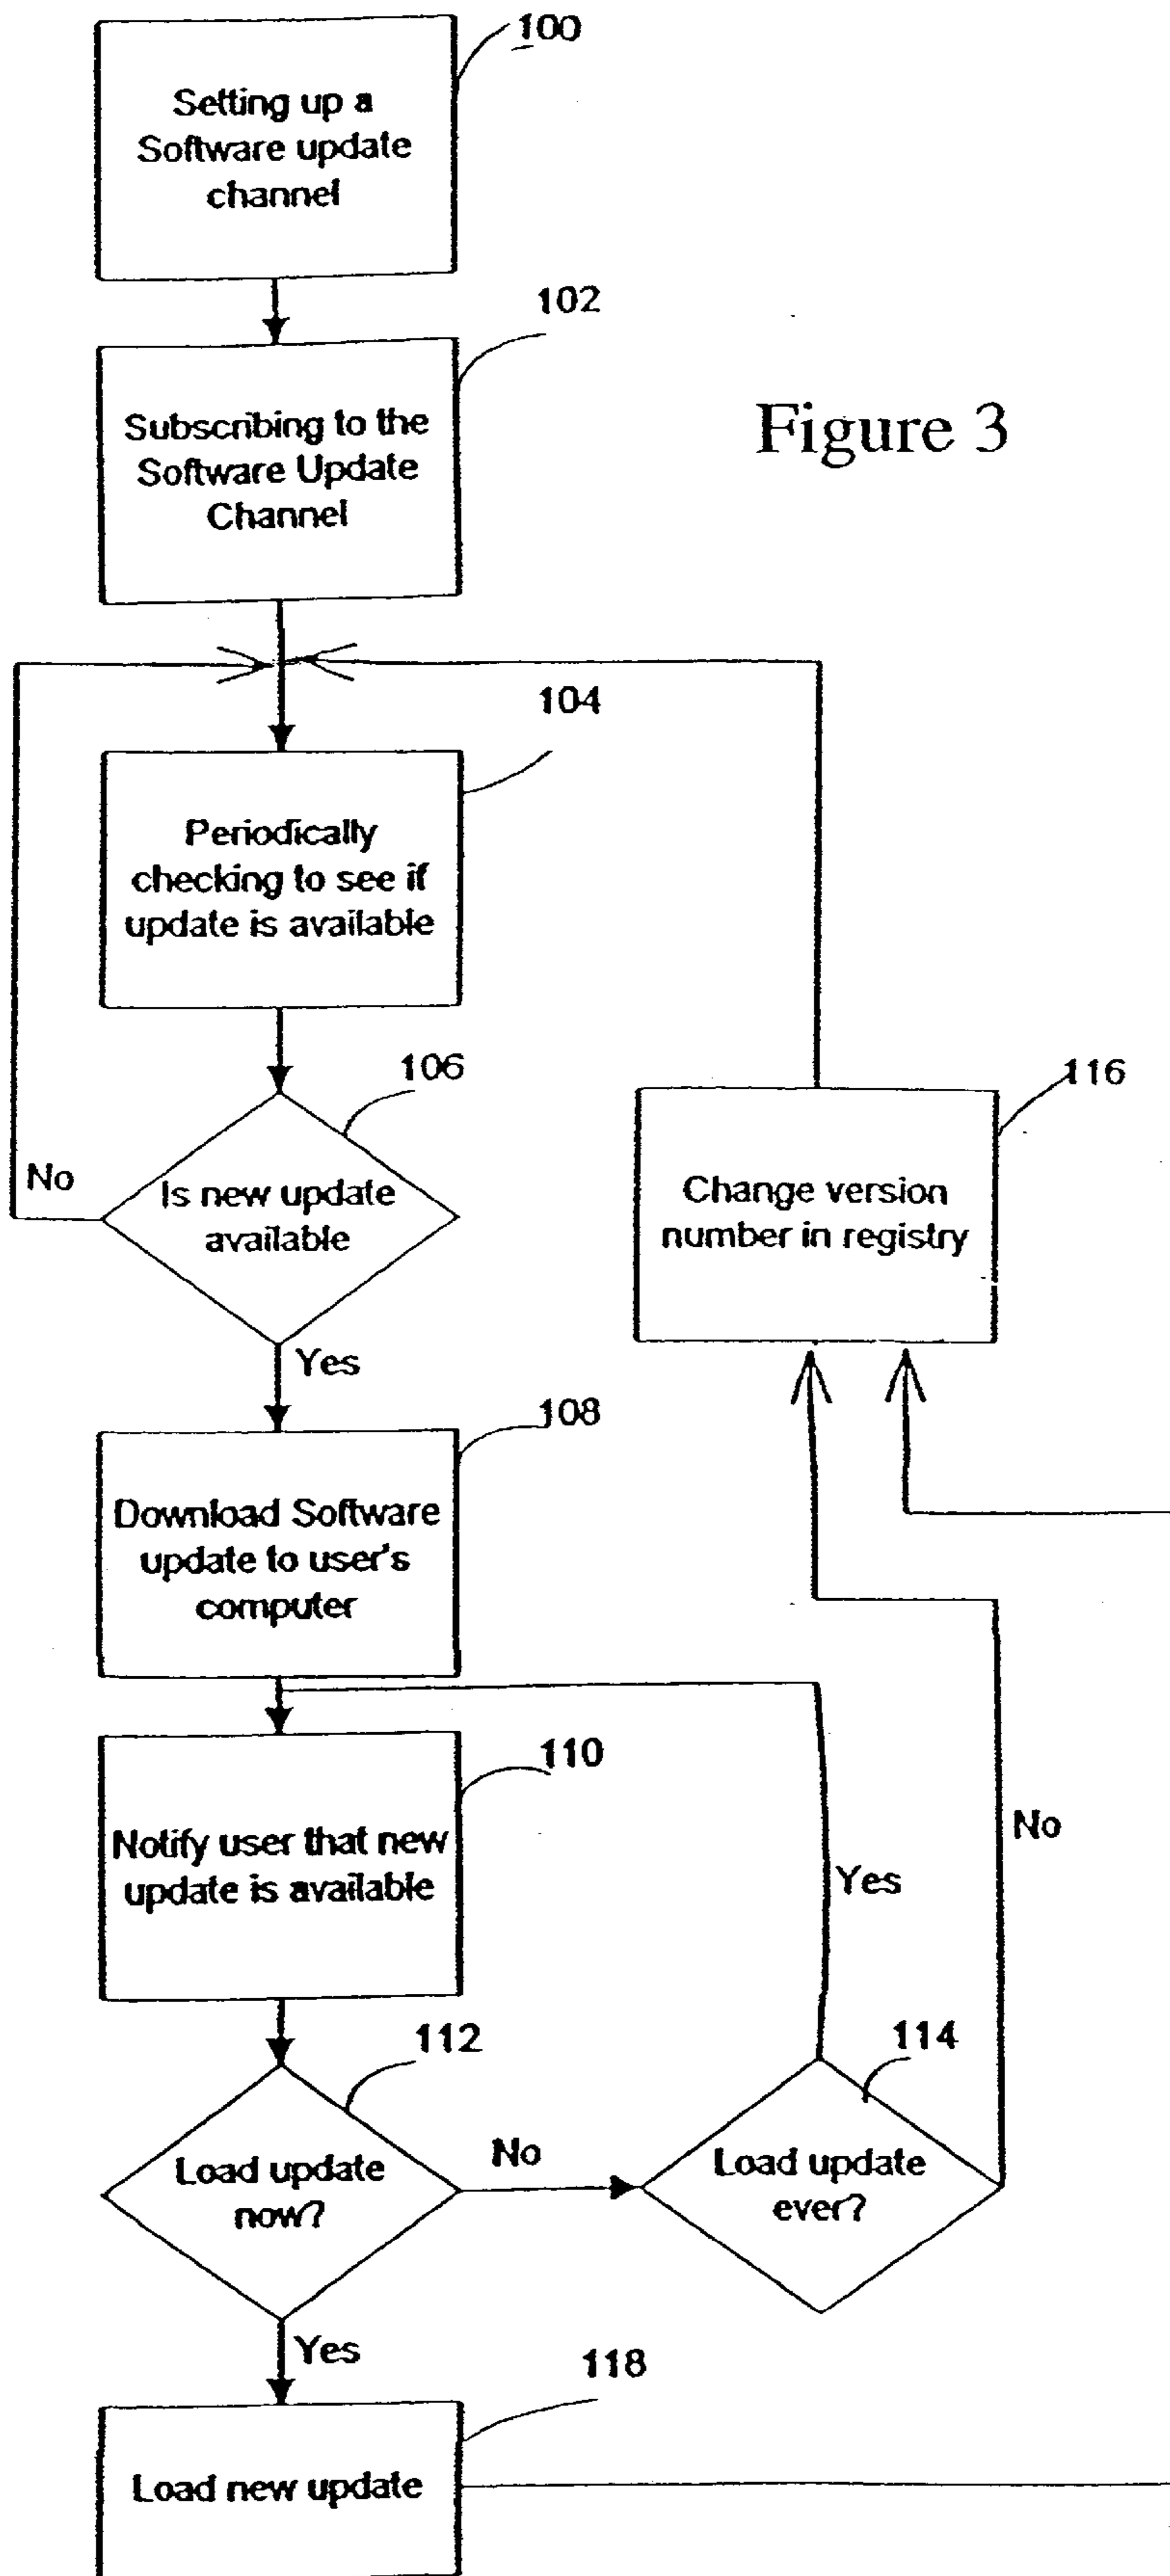 100
Setting up a
Software update
channel
102
Subscribing to the
Software Update
Channel
Figure 3
104
Periodically
checking to see if
update is available
106
No
Is new update
available
116
Change version
number in registry
Yes
108
Download Software
update to user's
computer
110
Notify user that new
update is available
No
Yes
112
114
Load update
now?
No
Load update
ever?
Yes
118
Load new update